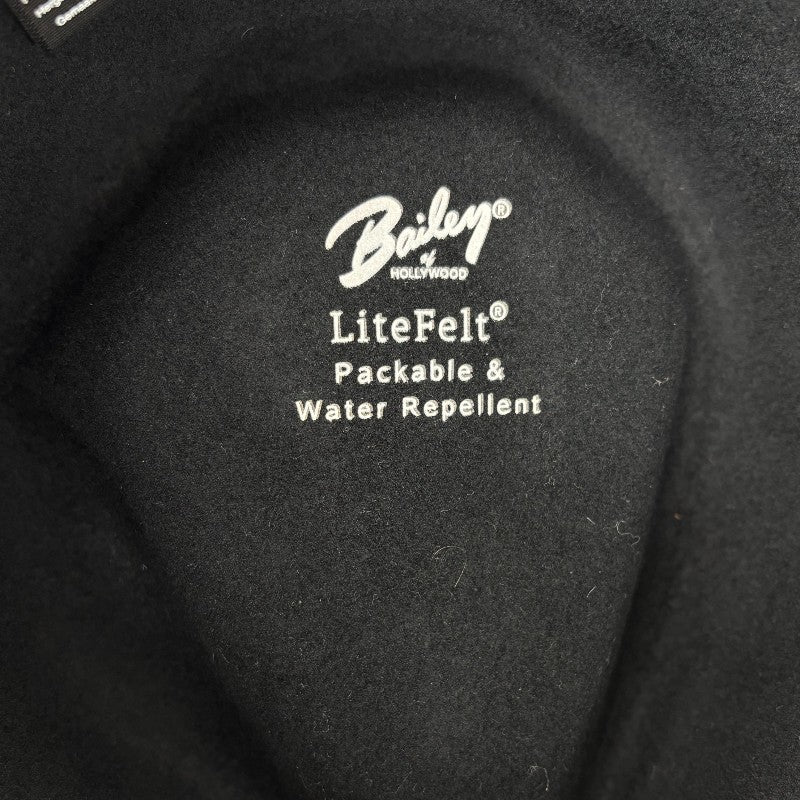 Bailey®
of
HOLLYWOOD
LiteFelt®
Packable &
Water Repellent